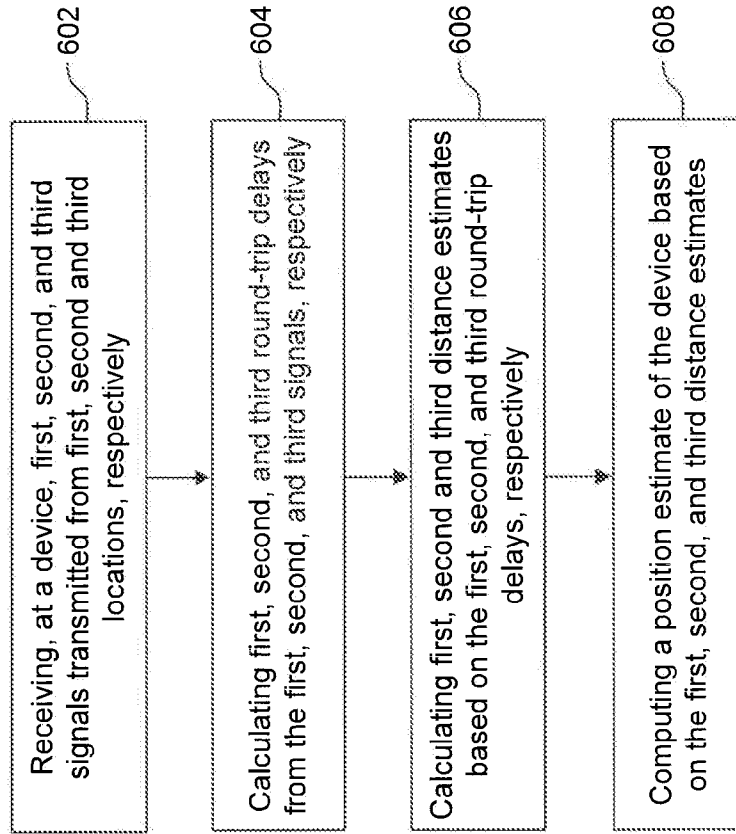 Receiving, at a device, first, second, and third
signals transmitted from first, second and third
locations, respectively
602
Calculating first, second, and third round-trip delays
from the first, second, and third signals, respectively
604
Calculating first, second and third distance estimates
based on the first, second, and third round-trip
delays, respectively
606
Computing a position estimate of the device based
on the first, second, and third distance estimates
608